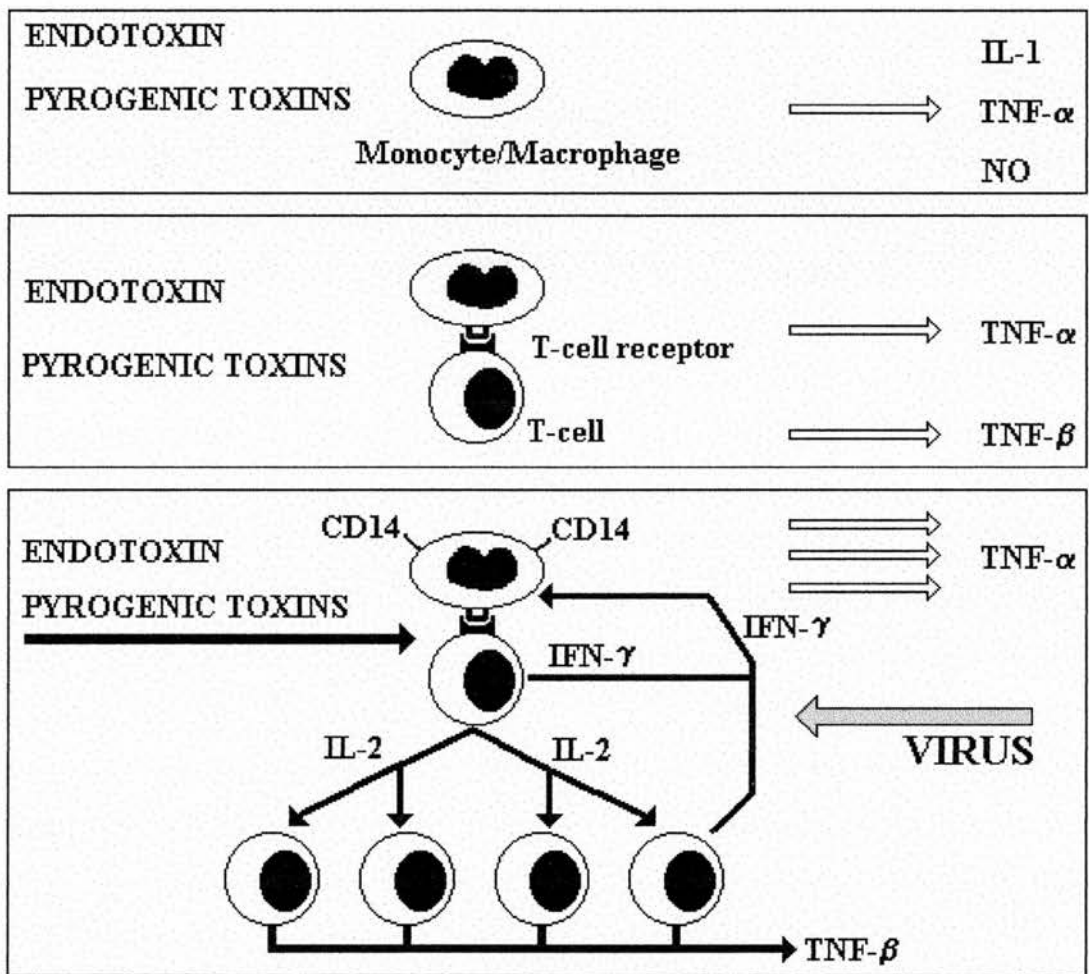 ENDOTOXIN
PYROGENIC TOXINS
Monocyte/Macrophage
IL-1
TNF-α
NO
ENDOTOXIN
PYROGENIC TOXINS
T-cell receptor
T-cell
TNF-α
TNF-β
CD14 CD14
ENDOTOXIN
PYROGENIC TOXINS
TNF-α
IFN-γ
IFN-γ
VIRUS
IL-2 IL-2
TNF-β